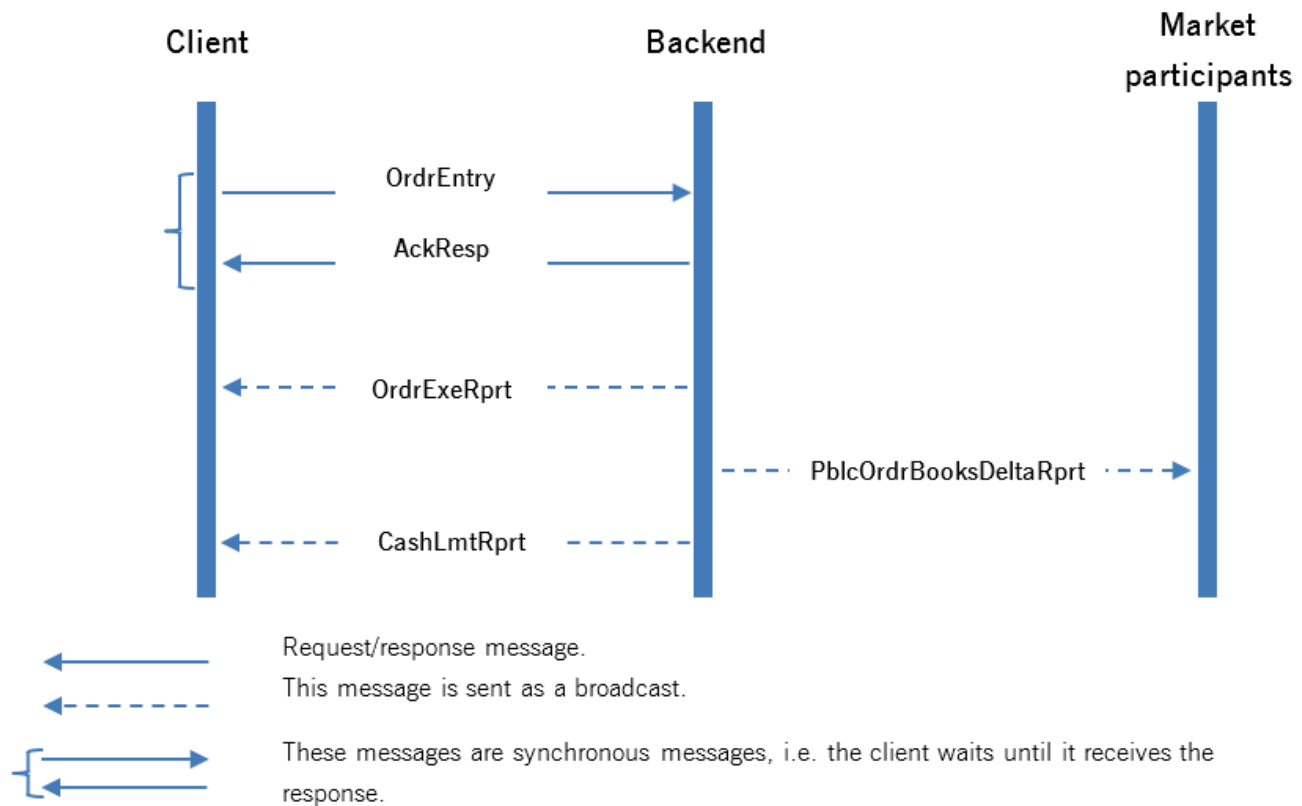 Client
Backend
Market
participants
OrdrEntry
AckResp
OrdrExeRprt
PblcOrdrBooksDeltaRprt
CashLmtRprt
Request/response message.
This message is sent as a broadcast.
These messages are synchronous messages, i.e. the client waits until it receives the
response.